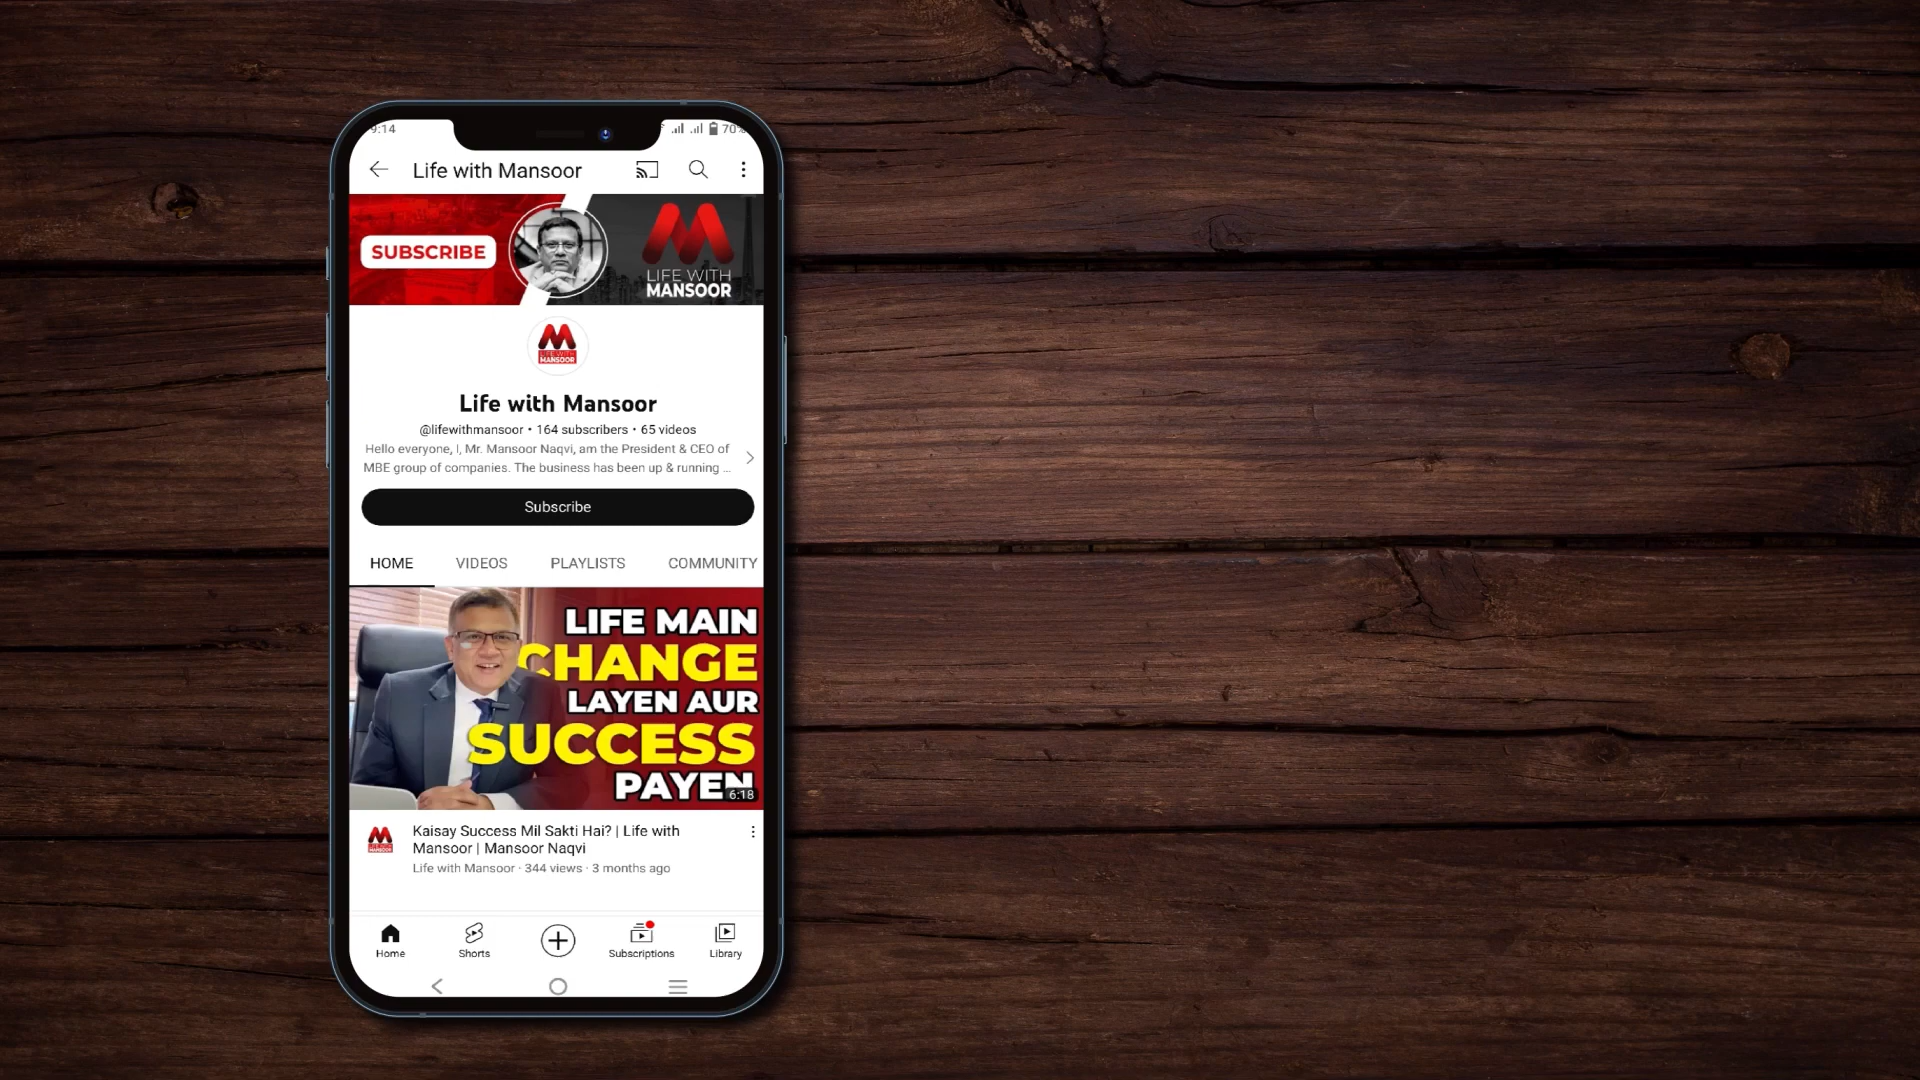 9:14
70%
Life with Mansoor
SUBSCRIBE
LIFE WITH
MANSOOR
LIFE WITH
MANSOOR
Life with Mansoor
@lifewithmansoor • 164 subscribers • 65 videos
Hello everyone, I, Mr. Mansoor Naqvi, am the President & CEO of
MBE group of companies. The business has been up & running ...
Subscribe
HOME VIDEOS PLAYLISTS COMMUNITY
LIFE MAIN
CHANGE
LAYEN AUR
SUCCESS
PAYEN
6:18
Kaisay Success Mil Sakti Hai? | Life with
Mansoor | Mansoor Naqvi
Life with Mansoor · 344 views · 3 months ago
Home Shorts Subscriptions Library